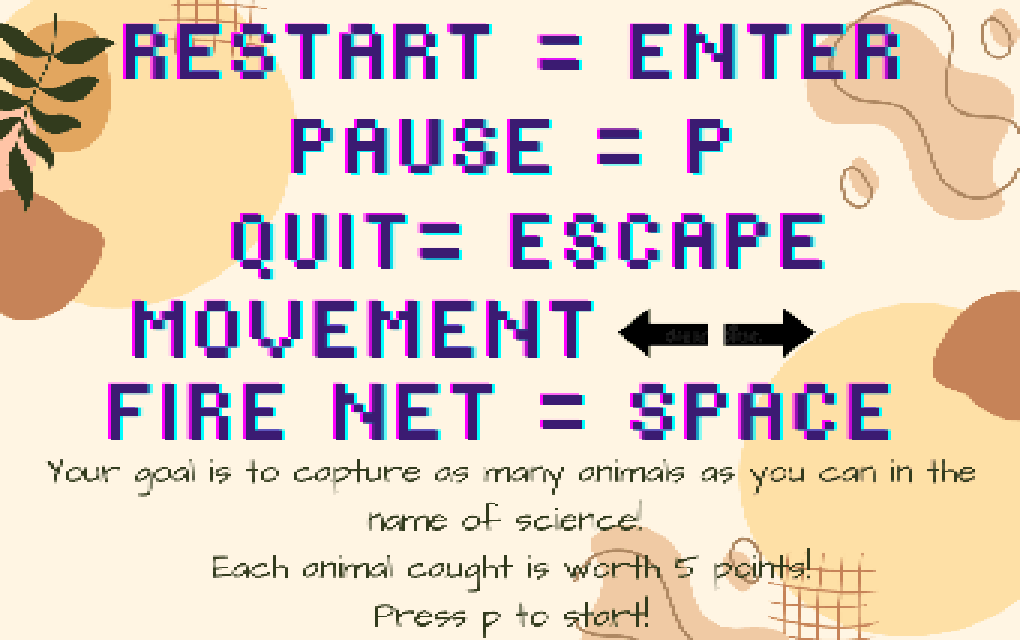 RESTART = ENTER
PAUSE = P
QUIT= ESCAPE
MOVEMENT
FIRE NET = SPACE
Your goal is to capture as many animals as you can in the
name of science!
Each animal caught is worth 5 points!
Press p to start!